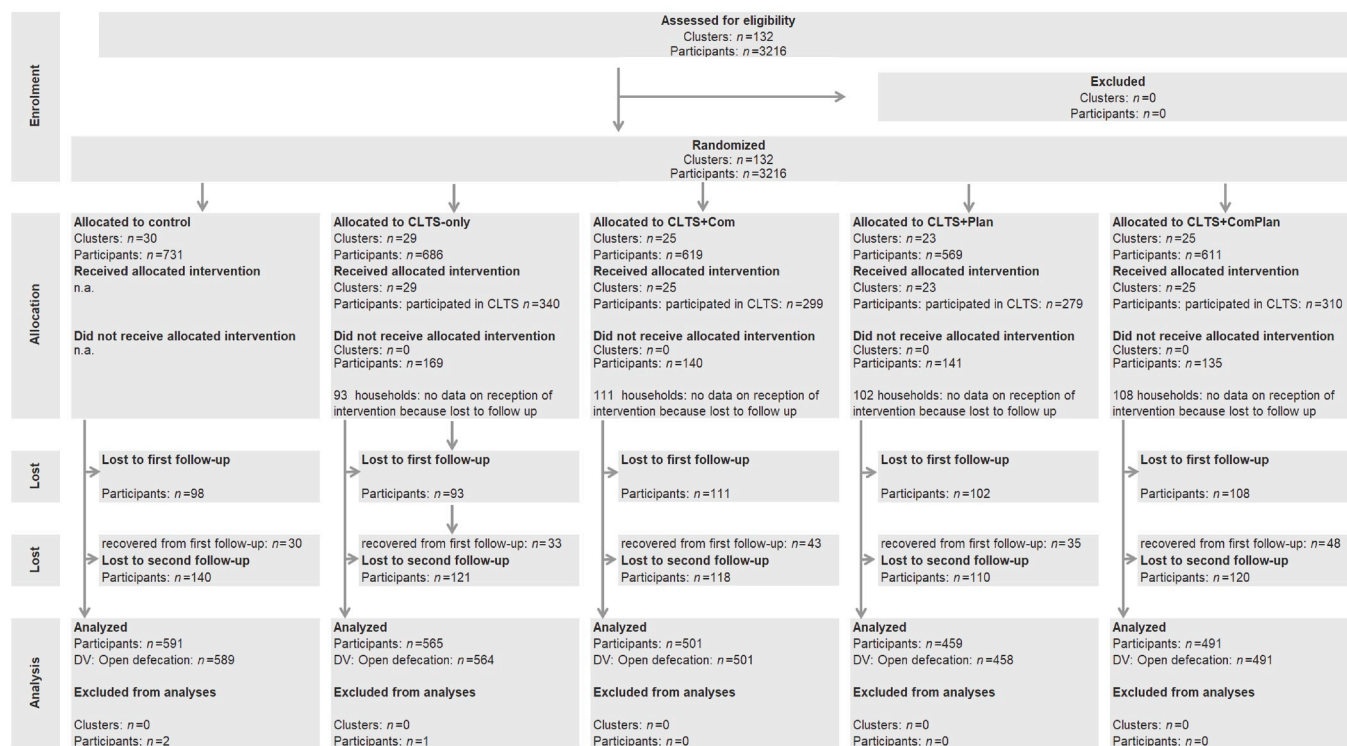 Enrolment
Assessed for eligibility
Clusters: n=132
Participants: n=3216
Excluded
Clusters: n=0
Participants: n=0
Randomized
Clusters: n=132
Participants: n=3216
Allocation
Allocated to control
Clusters: n=30
Participants: n=731
Received allocated intervention
n.a.
Did not receive allocated intervention
n.a.
Allocated to CLTS-only
Clusters: n=29
Participants: n=686
Received allocated intervention
Clusters: n=29
Participants: participated in CLTS n=340
Did not receive allocated intervention
Clusters: n=0
Participants: n=169
93 households: no data on reception of
intervention because lost to follow up
Allocated to CLTS+Com
Clusters: n=25
Participants: n=619
Received allocated intervention
Clusters: n=25
Participants: participated in CLTS: n=299
Did not receive allocated intervention
Clusters: n=0
Participants: n=140
111 households: no data on reception of
intervention because lost to follow up
Allocated to CLTS+Plan
Clusters: n=23
Participants: n=569
Received allocated intervention
Clusters: n=23
Participants: participated in CLTS: n=279
Did not receive allocated intervention
Clusters: n=0
Participants: n=141
102 households: no data on reception of
intervention because lost to follow up
Allocated to CLTS+ComPlan
Clusters: n=25
Participants: n=611
Received allocated intervention
Clusters: n=25
Participants: participated in CLTS: n=310
Did not receive allocated intervention
Clusters: n=0
Participants: n=135
108 households: no data on reception of
intervention because lost to follow up
Lost
Lost to first follow-up
Participants: n=98
Lost to first follow-up
Participants: n=93
Lost to first follow-up
Participants: n=111
Lost to first follow-up
Participants: n=102
Lost to first follow-up
Participants: n=108
Lost
recovered from first follow-up: n=30
Lost to second follow-up
Participants: n=140
recovered from first follow-up: n=33
Lost to second follow-up
Participants: n=121
recovered from first follow-up: n=43
Lost to second follow-up
Participants: n=118
recovered from first follow-up: n=35
Lost to second follow-up
Participants: n=110
recovered from first follow-up: n=48
Lost to second follow-up
Participants: n=120
Analysis
Analyzed
Participants: n=591
DV: Open defecation: n=589
Excluded from analyses
Clusters: n=0
Participants: n=2
Analyzed
Participants: n=565
DV: Open defecation: n=564
Excluded from analyses
Clusters: n=0
Participants: n=1
Analyzed
Participants: n=501
DV: Open defecation: n=501
Excluded from analyses
Clusters: n=0
Participants: n=0
Analyzed
Participants: n=459
DV: Open defecation: n=458
Excluded from analyses
Clusters: n=0
Participants: n=0
Analyzed
Participants: n=491
DV: Open defecation: n=491
Excluded from analyses
Clusters: n=0
Participants: n=0